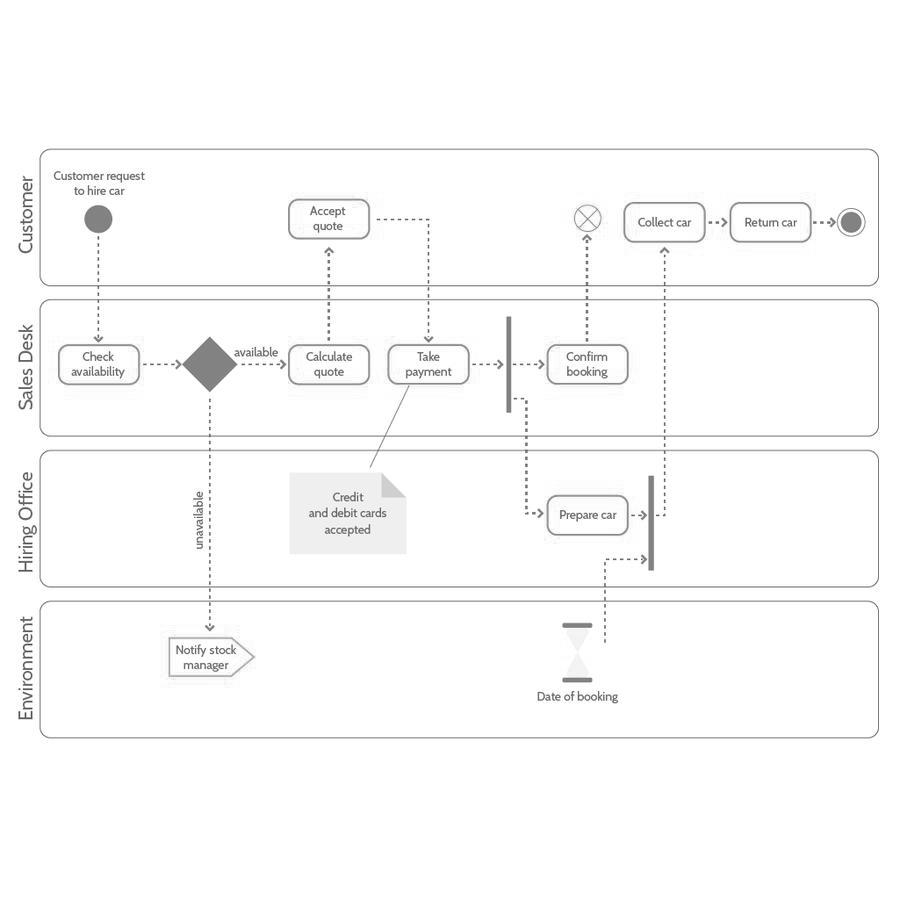 Customer
Customer request
to hire car
Accept
quote
Collect car
Return car
Sales Desk
Check
availability
available
Calculate
quote
Take
payment
Confirm
booking
Hiring Office
unavailable
Credit
and debit cards
accepted
Prepare car
Environment
Notify stock
manager
Date of booking